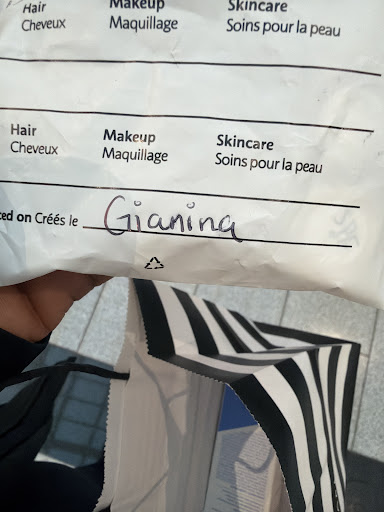 Hair Makeup Skincare
Cheveux Maquillage Soins pour la peau
Hair Makeup Skincare
Cheveux Maquillage Soins pour la peau
ted on Créés le Gianina